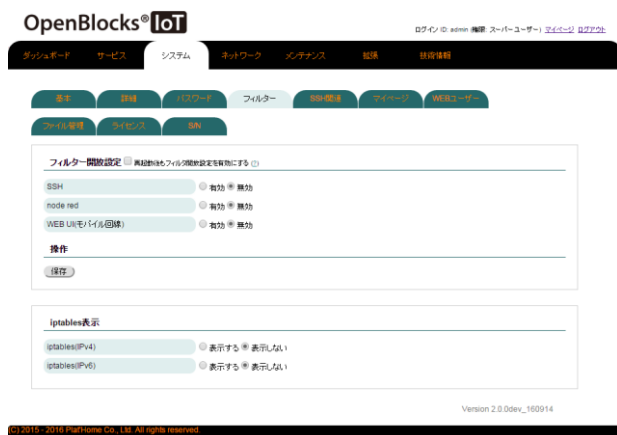 OpenBlocks® IoT
ログイン ID: admin (権限: スーパーユーザー) マイページ ログアウト
ダッシュボード サービス システム ネットワーク メンテナンス 拡張 技術情報
基本 詳細 パスワード フィルター SSH関連 マイページ WEBユーザー
ファイル管理 ライセンス S/N
フィルター開放設定 再起動後もフィルタ開放設定を有効にする (?)
SSH 有効 無効
node red 有効 無効
WEB UI(モバイル回線) 有効 無効
操作
保存
iptables表示
iptables(IPv4) 表示する 表示しない
iptables(IPv6) 表示する 表示しない
Version 2.0.0dev_160914
(C) 2015 - 2016 Plat'Home Co., Ltd. All rights reserved.